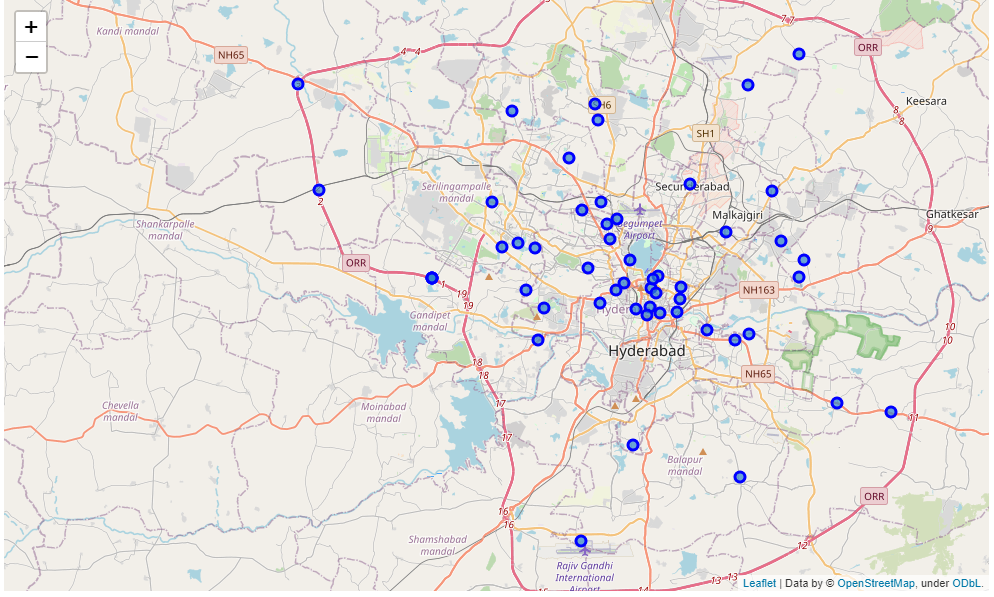 +
−
Kandi mandal
NH65
4
4
7
7
ORR
Keesara
H6
8
8
SH1
Serilingampalle
mandal
Secun
erabad
2
Malkajgiri
Ghatkesar
Shankarpalle
mandal
Begumpet
Airport
9
ORR
1
19
19
NH163
Gandipet
mandal
10
10
Hyderabad
18
18
NH65
Chevella
mandal
Moinabad
mandal
17
11
17
Balapur
mandal
ORR
16
16
Shamshabad
mandal
12
Rajiv Gandhi
International
Airport
13
13
14
Leaflet | Data by © OpenStreetMap, under ODbL.